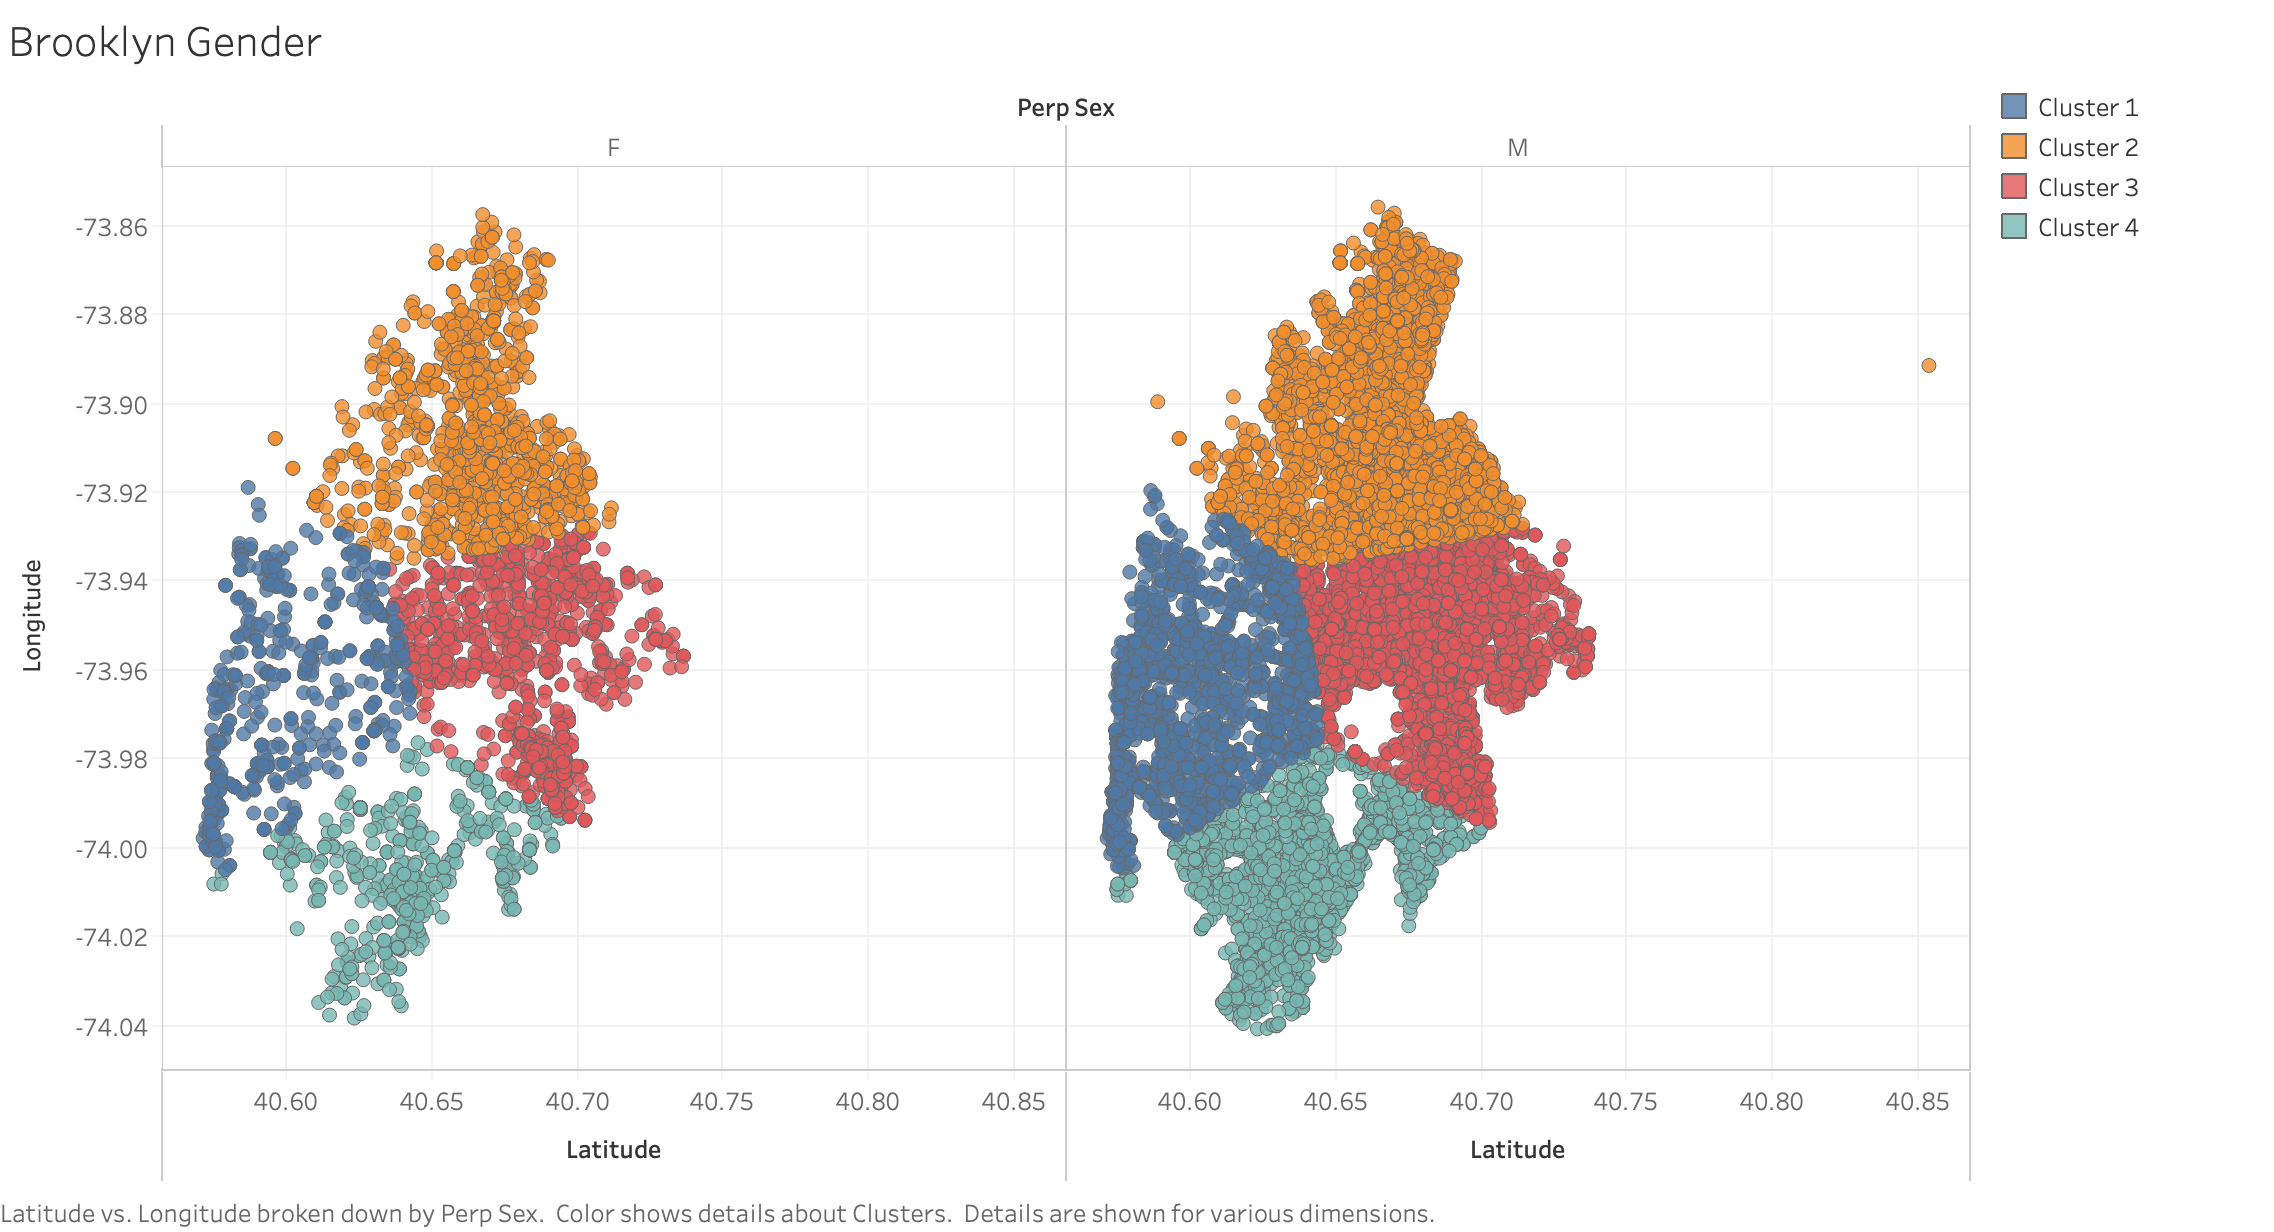 Brooklyn Gender
Perp Sex
F
M
Cluster 1
Cluster 2
Cluster 3
Cluster 4
Longitude
-73.86
-73.88
-73.90
-73.92
-73.94
-73.96
-73.98
-74.00
-74.02
-74.04
40.60 40.65 40.70 40.75 40.80 40.85 40.60 40.65 40.70 40.75 40.80 40.85
Latitude Latitude
Latitude vs. Longitude broken down by Perp Sex. Color shows details about Clusters. Details are shown for various dimensions.